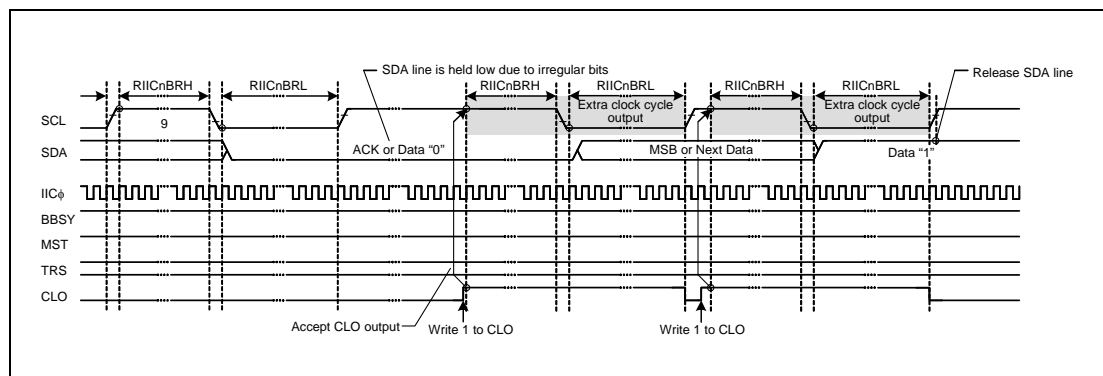 SDA line is held low due to irregular bits
Release SDA line
RIICnBRH
RIICnBRL
RIICnBRH
RIICnBRL
RIICnBRH
RIICnBRL
SCL
9
Extra clock cycle
output
Extra clock cycle
output
SDA
ACK or Data “0”
MSB or Next Data
Data “1”
IICϕ
BBSY
MST
TRS
CLO
Accept CLO output
Write 1 to CLO
Write 1 to CLO